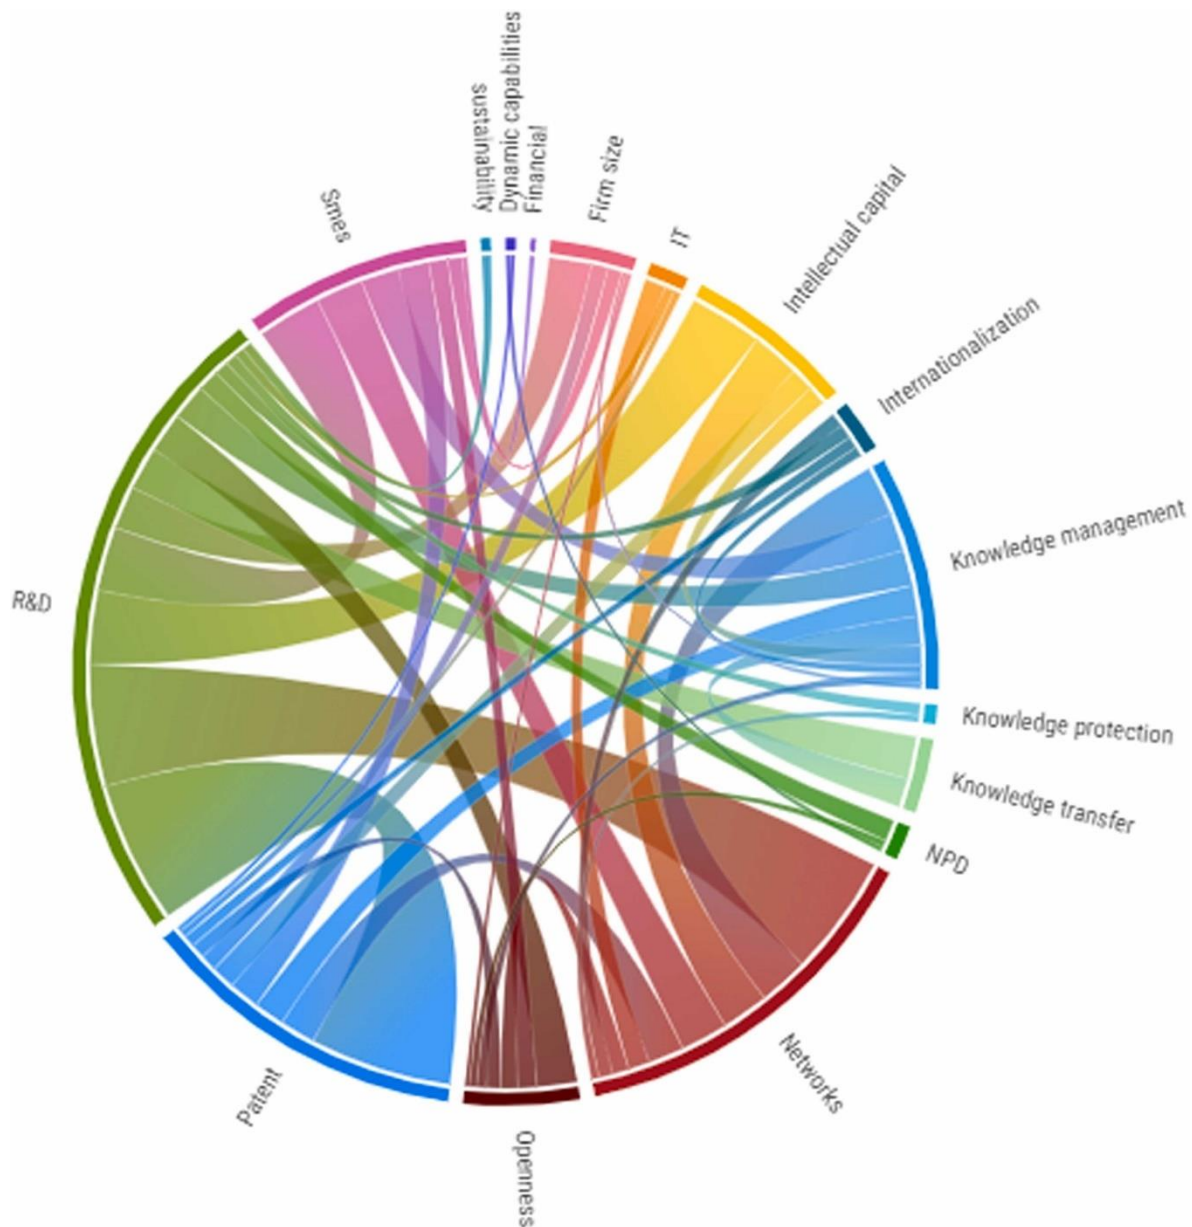 sustainability
Dynamic capabilities
Financial
Firm size
IT
Intellectual capital
Internationalization
Knowledge management
Knowledge protection
Knowledge transfer
NPD
Networks
Openness
Patent
R&D
Smes